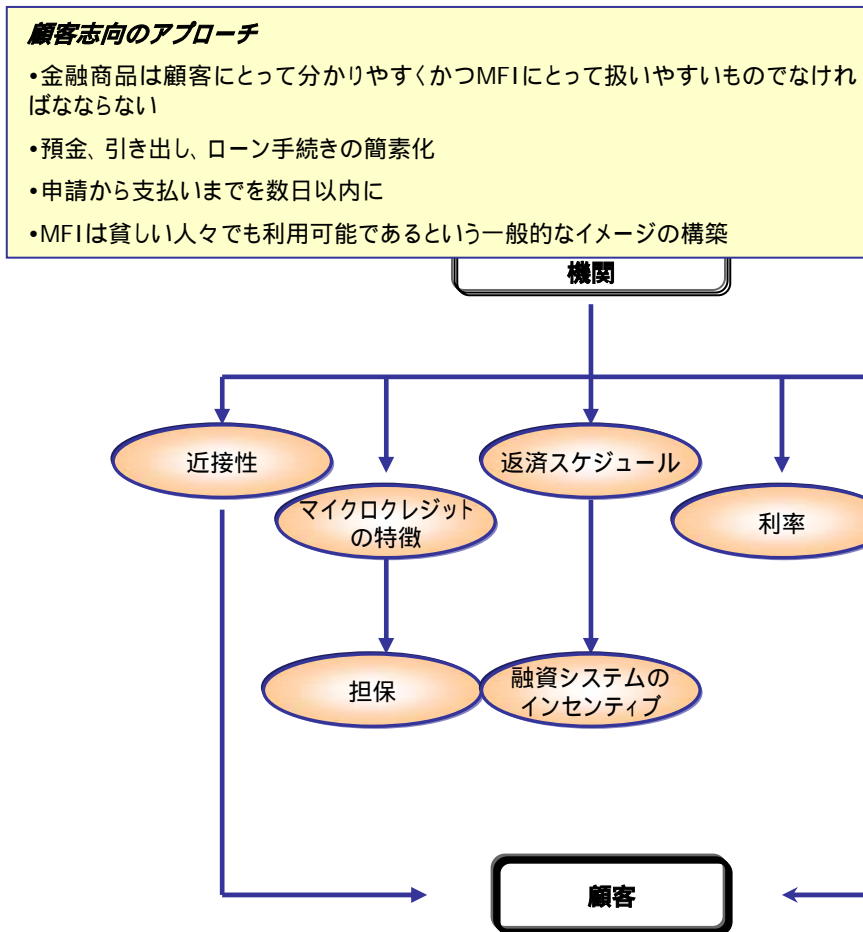 顧客志向のアプローチ
•金融商品は顧客にとって分かりやすくかつMFIにとって扱いやすいものでなけれ
ばなならない
•預金、引き出し、ローン手続きの簡素化
•申請から支払いまでを数日以内に
•MFIは貧しい人々でも利用可能であるという一般的なイメージの構築
機関
近接性
返済スケジュール
マイクロクレジット
の特徴
利率
担保
融資システムの
インセンティブ
顧客